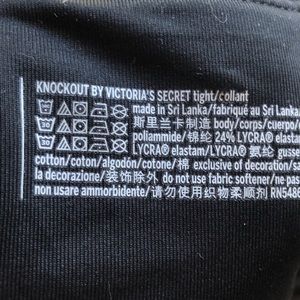 KNOCKOUT BY VICTORIA'S SECRET tight/collant
made in Sri Lanka/fabriqué au Sri Lanka
斯里兰卡制造 body/corps/cuerpo
poliammide/锦纶 24% LYCRA® elastan
LYCRA® elastam/LYCRA® 氨纶 gusse
cotton/coton/algodón/cotone/棉 exclusive of decoration/sa
la decorazione/装饰除外 do not use fabric softener/ne pas
non usare ammorbidente/请勿使用织物柔顺剂 RN5486